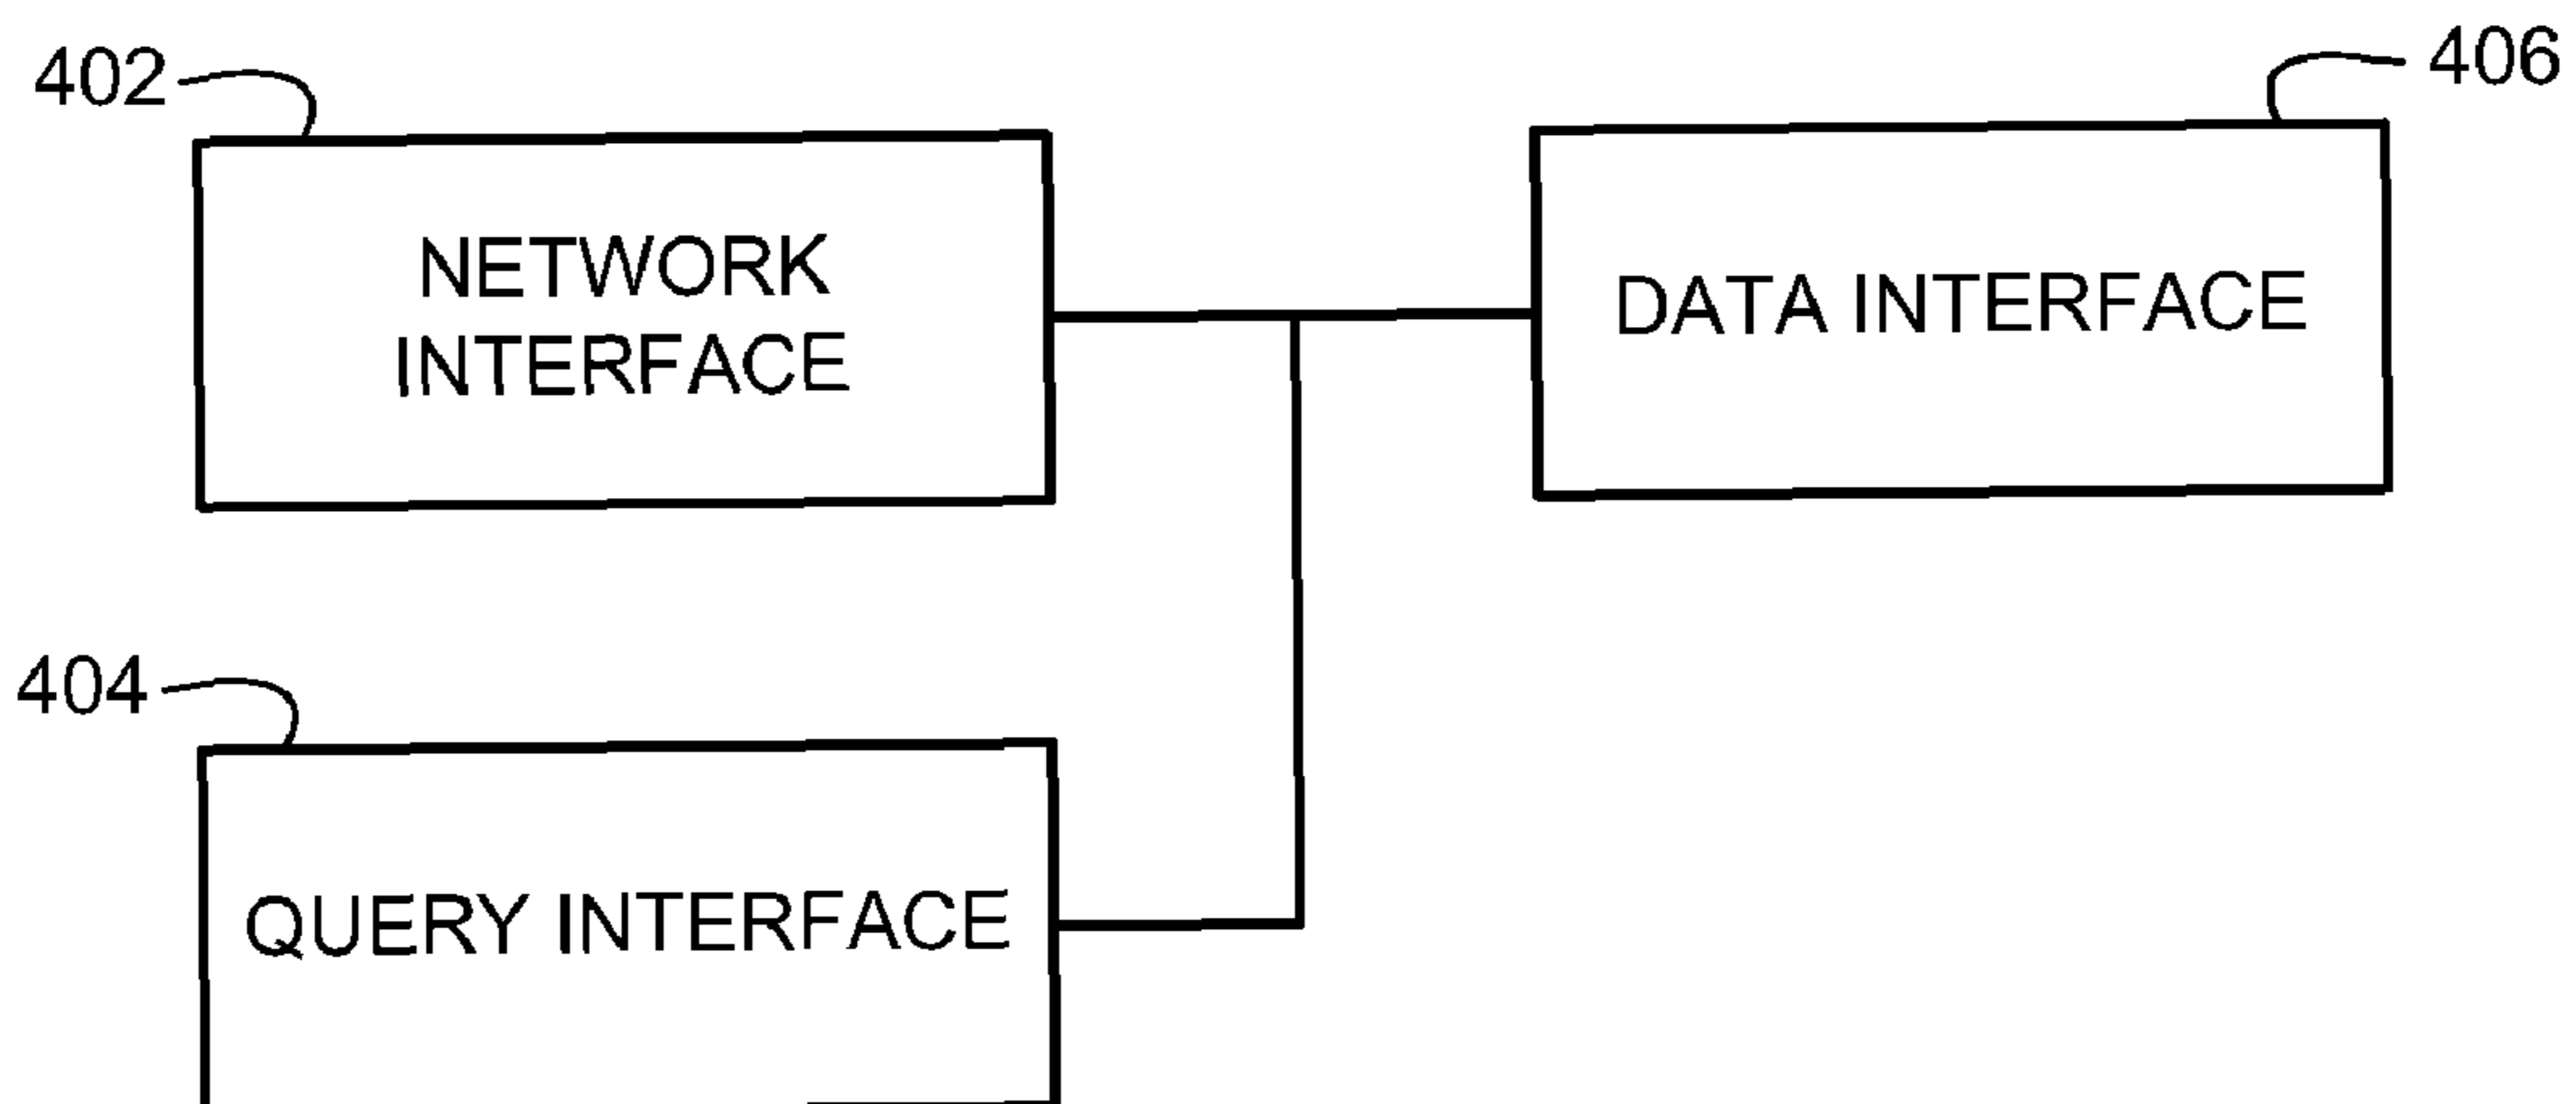 402
406
NETWORK
INTERFACE
DATA INTERFACE
404
QUERY INTERFACE